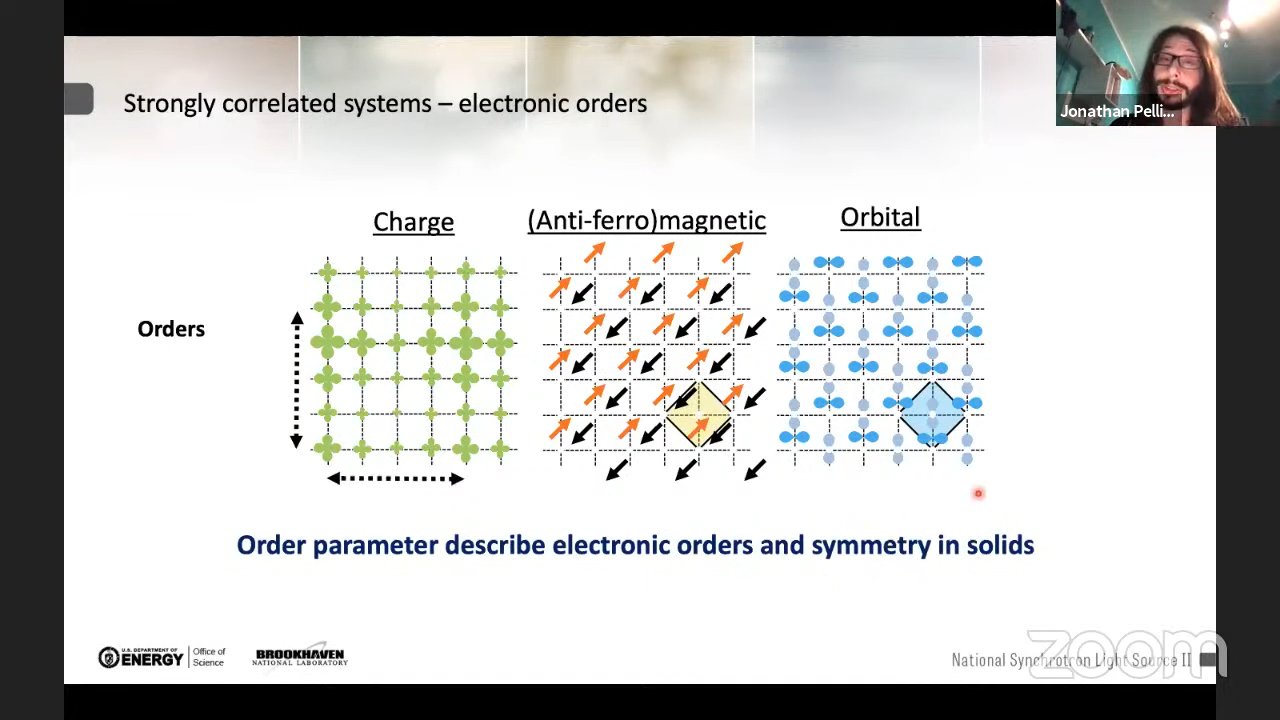 Jonathan Pelli...
Strongly correlated systems – electronic orders
Charge
(Anti-ferro)magnetic
Orbital
Orders
Order parameter describe electronic orders and symmetry in solids
U.S. DEPARTMENT OF
ENERGY
Office of
Science
BROOKHAVEN
NATIONAL LABORATORY
National Synchrotron Light Source II
zoom